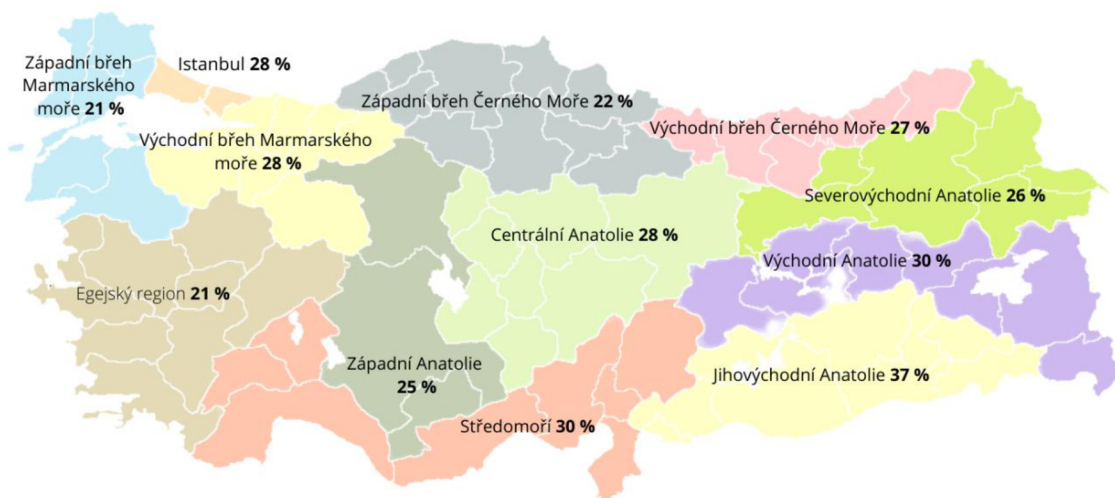 Západní břeh
Marmarského
moře 21 %
Istanbul 28 %
Západní břeh Černého Moře 22 %
Východní břeh Černého Moře 27 %
Východní břeh Marmarského
moře 28 %
Severovýchodní Anatolie 26 %
Centrální Anatolie 28 %
Východní Anatolie 30 %
Egejský region 21 %
Západní Anatolie
25 %
Jihovýchodní Anatolie 37 %
Středomoří 30 %